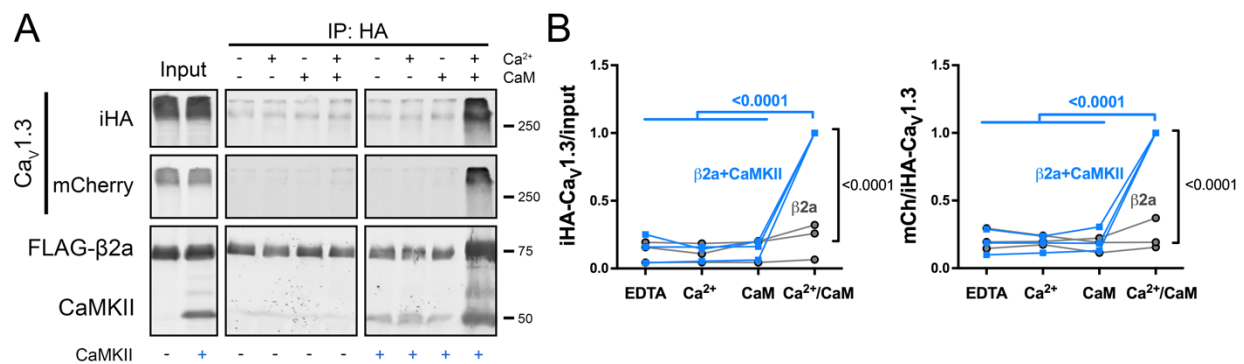 A
IP: HA
- + - + - + - + Ca²⁺
Input
- - + + - - + + CaM
Caᵥ1.3
iHA
250
mCherry
250
FLAG-β2a
75
CaMKII
50
CaMKII - + - - - - + + + +
B
iHA-Caᵥ1.3/input
1.5
1.0
0.5
0.0
<0.0001
β2a+CaMKII
β2a
<0.0001
EDTA Ca²⁺ CaM Ca²⁺/CaM
mCh/iHA-Caᵥ1.3
1.5
1.0
0.5
0.0
<0.0001
β2a+CaMKII
β2a
<0.0001
EDTA Ca²⁺ CaM Ca²⁺/CaM